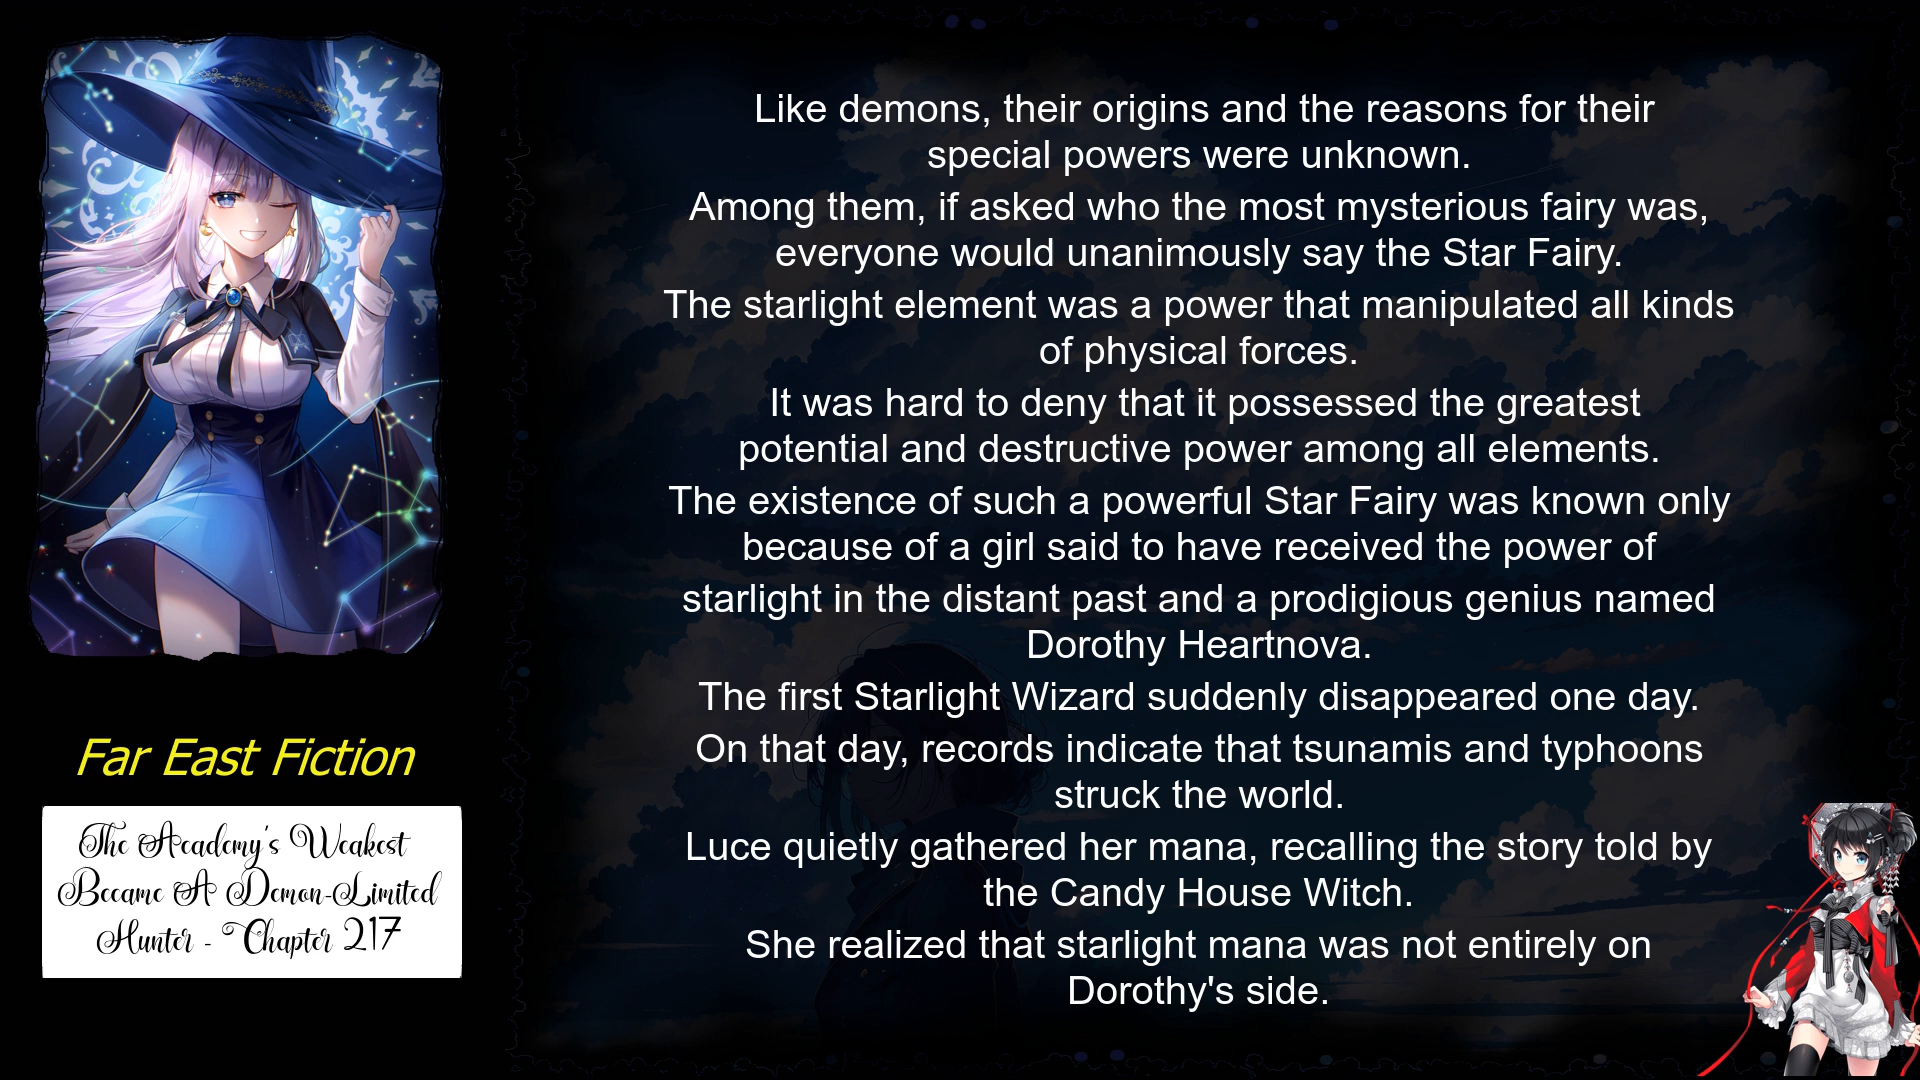 Like demons, their origins and the reasons for their
special powers were unknown.
Among them, if asked who the most mysterious fairy was,
everyone would unanimously say the Star Fairy.
The starlight element was a power that manipulated all kinds
of physical forces.
It was hard to deny that it possessed the greatest
potential and destructive power among all elements.
The existence of such a powerful Star Fairy was known only
because of a girl said to have received the power of
starlight in the distant past and a prodigious genius named
Dorothy Heartnova.
The first Starlight Wizard suddenly disappeared one day.
On that day, records indicate that tsunamis and typhoons
struck the world.
Luce quietly gathered her mana, recalling the story told by
the Candy House Witch.
She realized that starlight mana was not entirely on
Dorothy's side.
Far East Fiction
The Academy's Weakest
Became A Demon-Limited
Hunter - Chapter 217